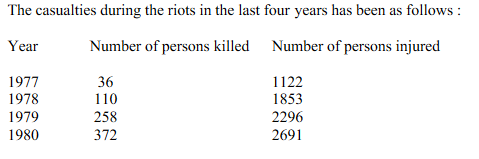 The casualties during the riots in the last four years has been as follows :
Year Number of persons killed Number of persons injured
1977 36 1122
1978 110 1853
1979 258 2296
1980 372 2691